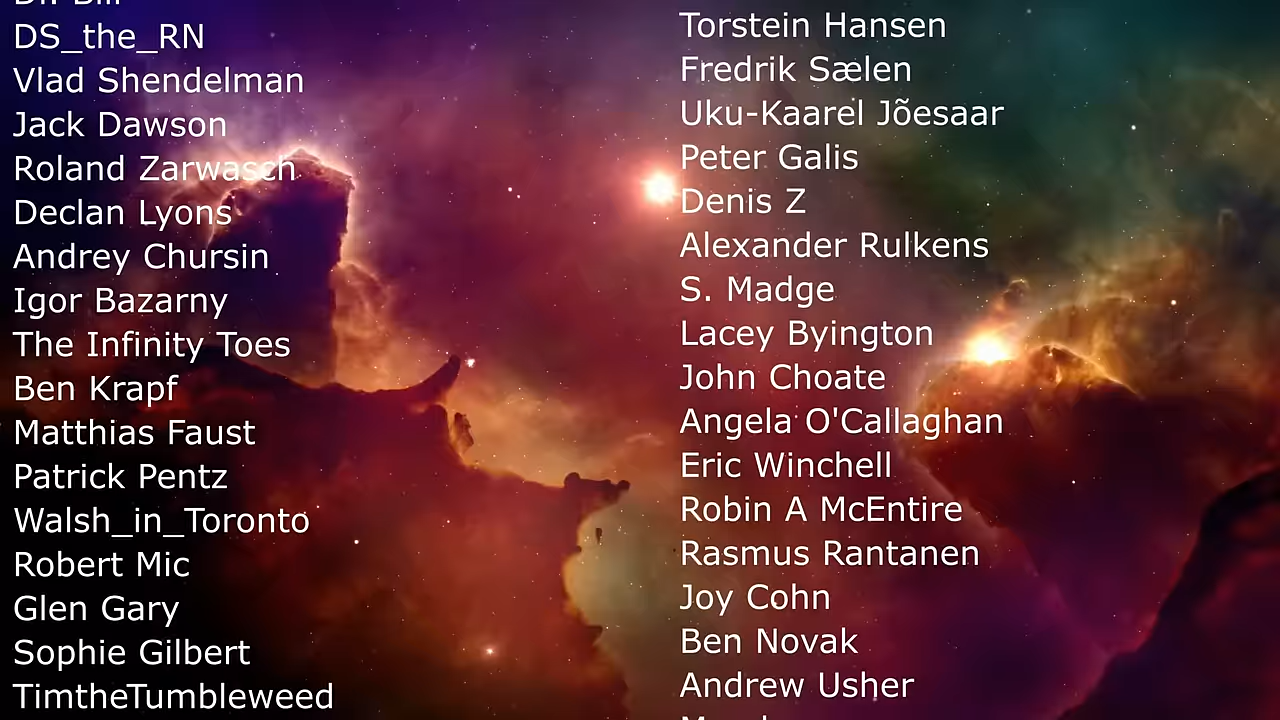 DS_the_RN
Vlad Shendelman
Jack Dawson
Roland Zarwasch
Declan Lyons
Andrey Chursin
Igor Bazarny
The Infinity Toes
Ben Krapf
Matthias Faust
Patrick Pentz
Walsh_in_Toronto
Robert Mic
Glen Gary
Sophie Gilbert
TimtheTumbleweed
Torstein Hansen
Fredrik Sælen
Uku-Kaarel Jõesaar
Peter Galis
Denis Z
Alexander Rulkens
S. Madge
Lacey Byington
John Choate
Angela O'Callaghan
Eric Winchell
Robin A McEntire
Rasmus Rantanen
Joy Cohn
Ben Novak
Andrew Usher